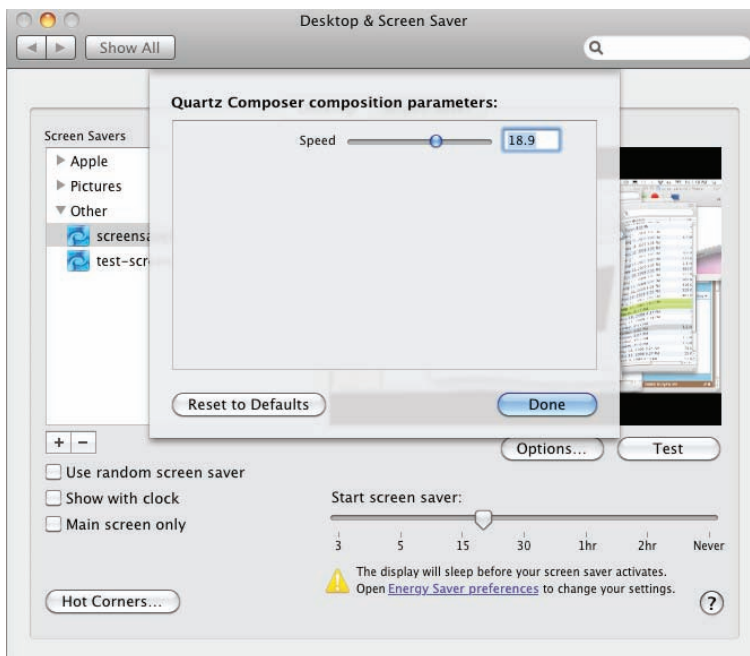 Desktop & Screen Saver
Show All
Quartz Composer composition parameters:
Speed 18.9
Screen Savers
Apple
Pictures
Other
screensa
test-scr
Reset to Defaults Done
+ −
Options... Test
Use random screen saver
Show with clock
Main screen only
Start screen saver:
3 5 15 30 1hr 2hr Never
The display will sleep before your screen saver activates.
Open Energy Saver preferences to change your settings.
Hot Corners... ?